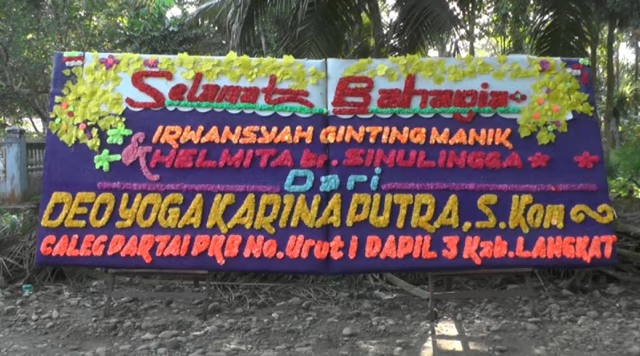 Selamat Bahagia
IRWANSYAH GINTING MANIK
& HELMITA br. SINULINGGA
Dari
DEO YOGA KARINA PUTRA, S.Kom
CALEG PARTAI PKB No. Urut 1 DAPIL 3 Kab. LANGKAT